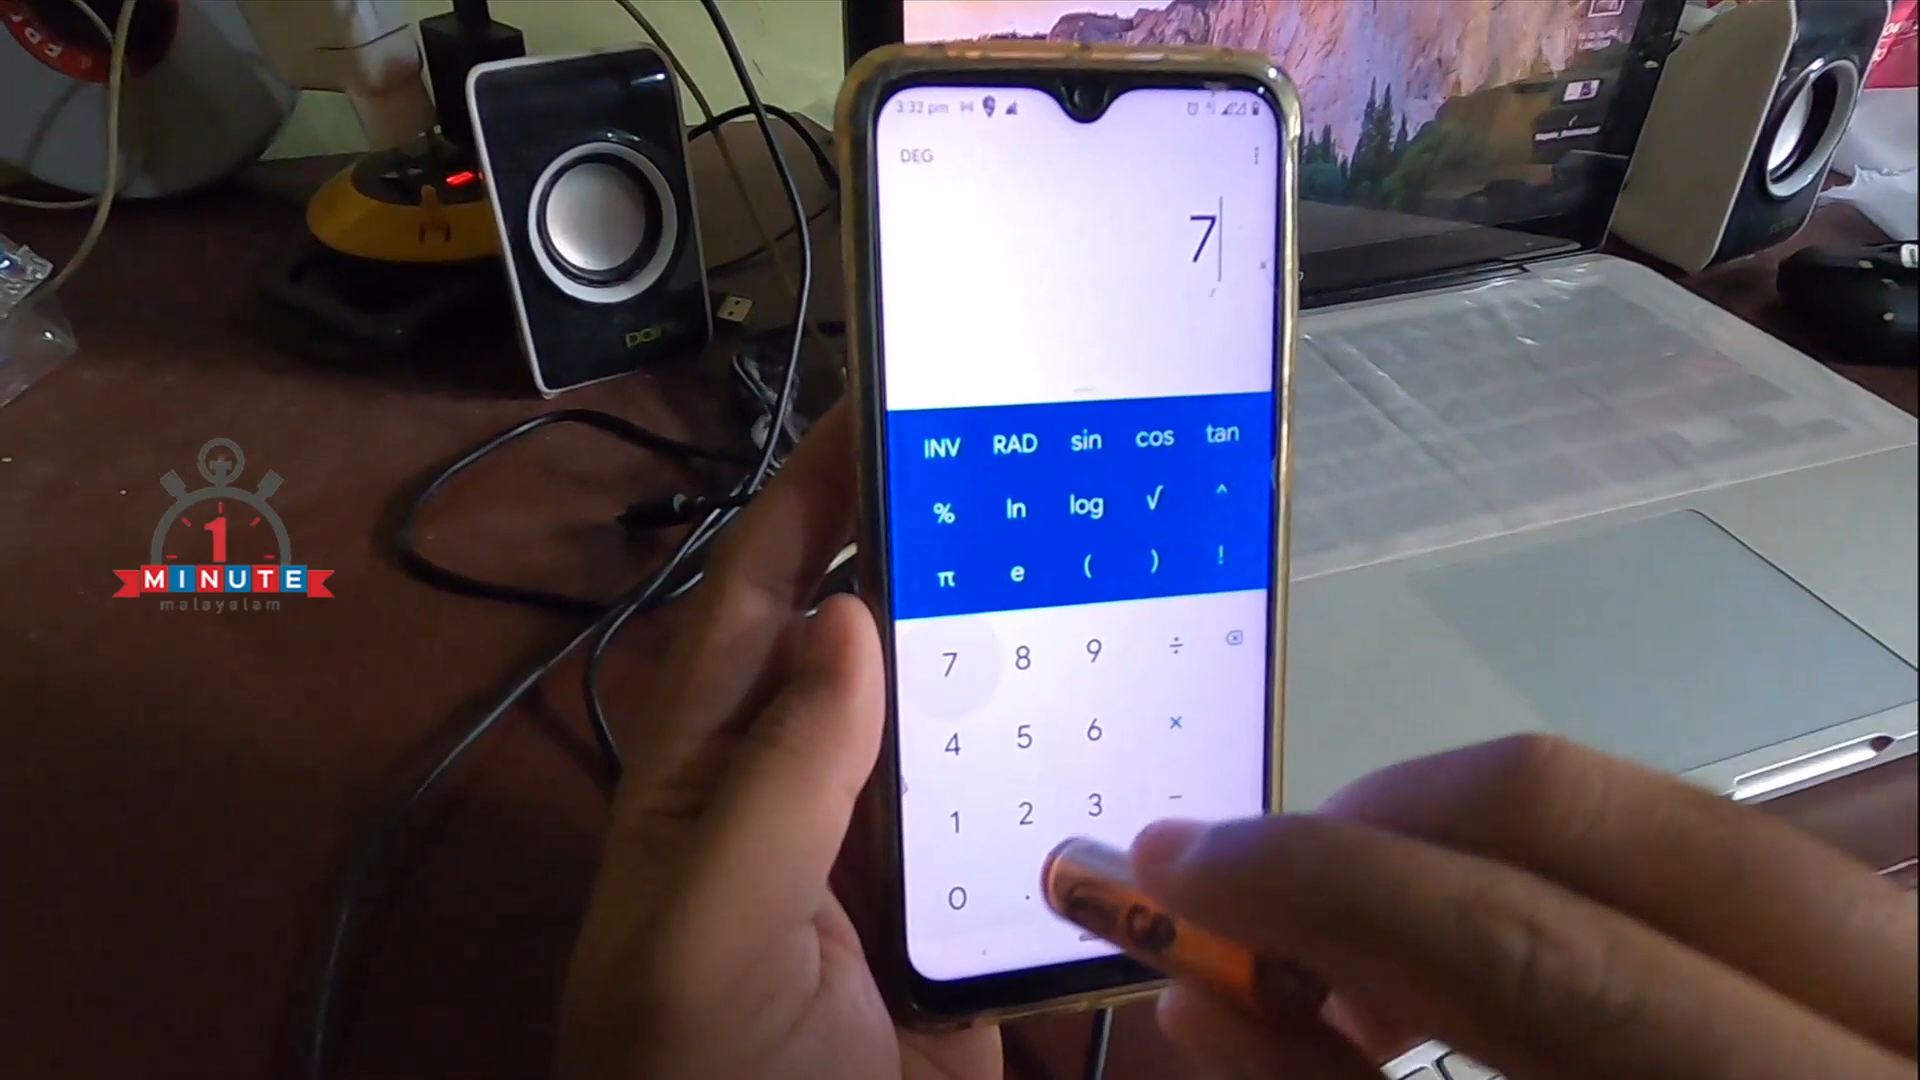 3:32 pm
DEG
7
INV RAD sin cos tan
% ln log √ ^
π e ( ) !
7 8 9 ÷
4 5 6 ×
1 2 3 −
0 .
1
MINUTE
malayalam